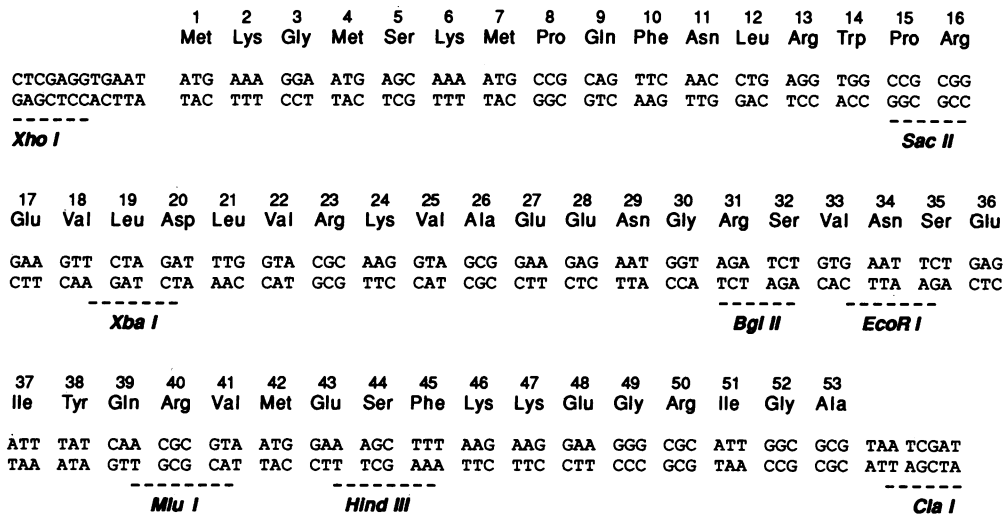 1 2 3 4 5 6 7 8 9 10 11 12 13 14 15 16
Met Lys Gly Met Ser Lys Met Pro Gln Phe Asn Leu Arg Trp Pro Arg
CTCGAGGTGAAT ATG AAA GGA ATG AGC AAA ATG CCG CAG TTC AAC CTG AGG TGG CCG CGG
GAGCTCCACTTA TAC TTT CCT TAC TCG TTT TAC GGC GTC AAG TTG GAC TCC ACC GGC GCC
Xho I Sac II
17 18 19 20 21 22 23 24 25 26 27 28 29 30 31 32 33 34 35 36
Glu Val Leu Asp Leu Val Arg Lys Val Ala Glu Glu Asn Gly Arg Ser Val Asn Ser Glu
GAA GTT CTA GAT TTG GTA CGC AAG GTA GCG GAA GAG AAT GGT AGA TCT GTG AAT TCT GAG
CTT CAA GAT CTA AAC CAT GCG TTC CAT CGC CTT CTC TTA CCA TCT AGA CAC TTA AGA CTC
Xba I Bgl II EcoR I
37 38 39 40 41 42 43 44 45 46 47 48 49 50 51 52 53
Ile Tyr Gln Arg Val Met Glu Ser Phe Lys Lys Glu Gly Arg Ile Gly Ala
ATT TAT CAA CGC GTA ATG GAA AGC TTT AAG AAG GAA GGG CGC ATT GGC GCG TAA TCGAT
TAA ATA GTT GCG CAT TAC CTT TCG AAA TTC TTC CTT CCC GCG TAA CCG CGC ATT AGCTA
Mlu I Hind III Cla I